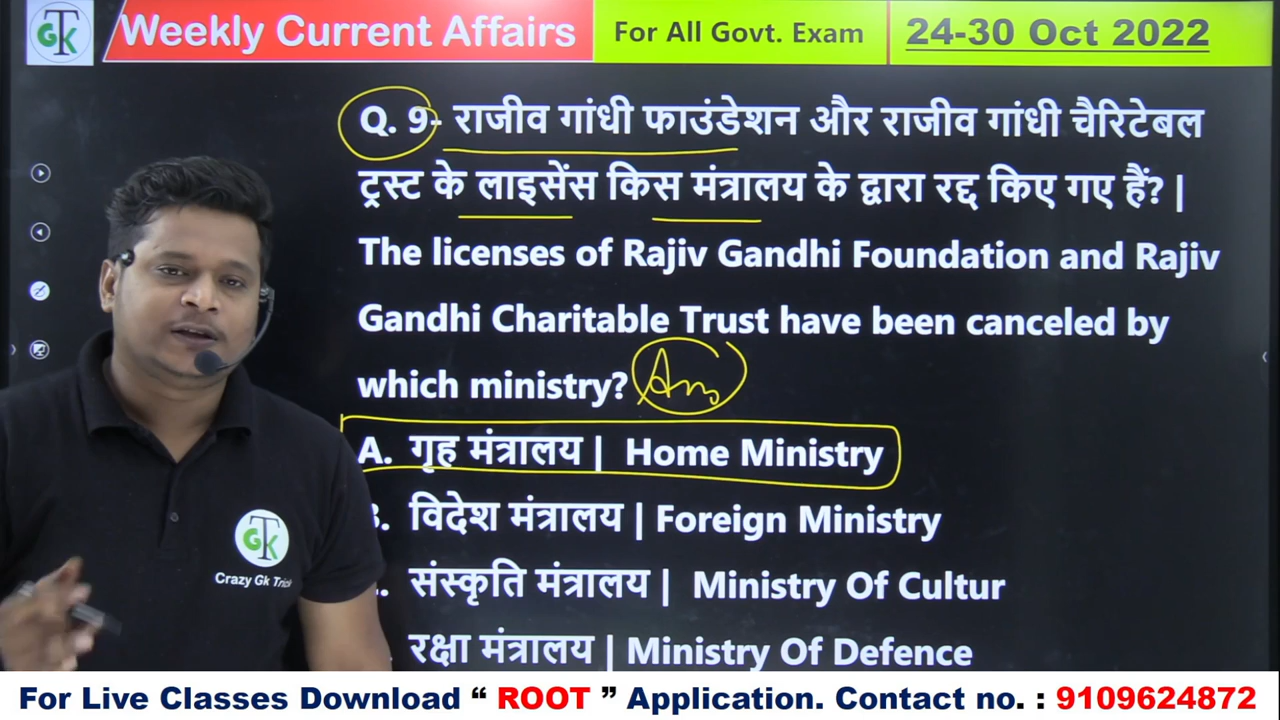 GTK
Weekly Current Affairs
For All Govt. Exam
24-30 Oct 2022
Q. 9- राजीव गांधी फाउंडेशन और राजीव गांधी चैरिटेबल
ट्रस्ट के लाइसेंस किस मंत्रालय के द्वारा रद्द किए गए हैं? |
The licenses of Rajiv Gandhi Foundation and Rajiv
Gandhi Charitable Trust have been canceled by
which ministry? Ans
A. गृह मंत्रालय | Home Ministry
B. विदेश मंत्रालय | Foreign Ministry
संस्कृति मंत्रालय | Ministry Of Cultur
रक्षा मंत्रालय | Ministry Of Defence
GTK
Crazy Gk Trick
For Live Classes Download “ ROOT ” Application. Contact no. : 9109624872